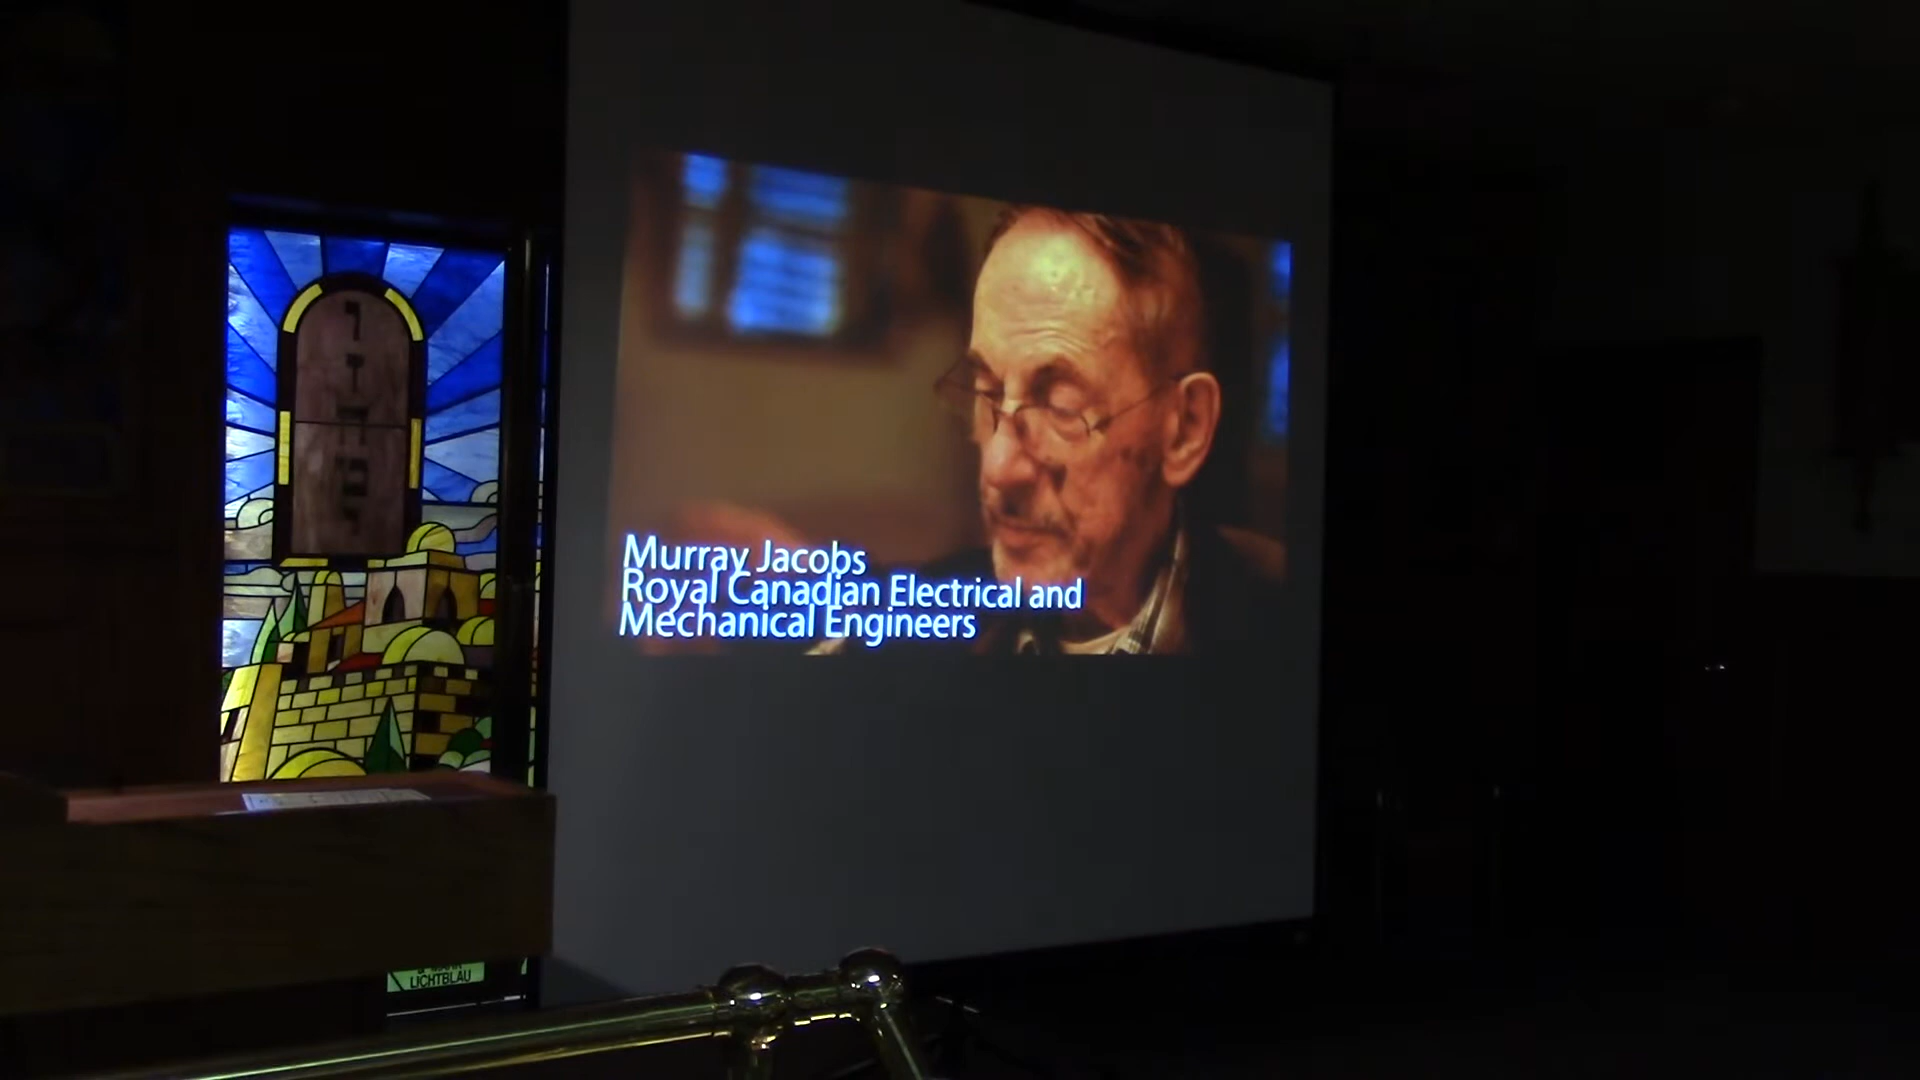 Murray Jacobs
Royal Canadian Electrical and
Mechanical Engineers
LICHTBLAU